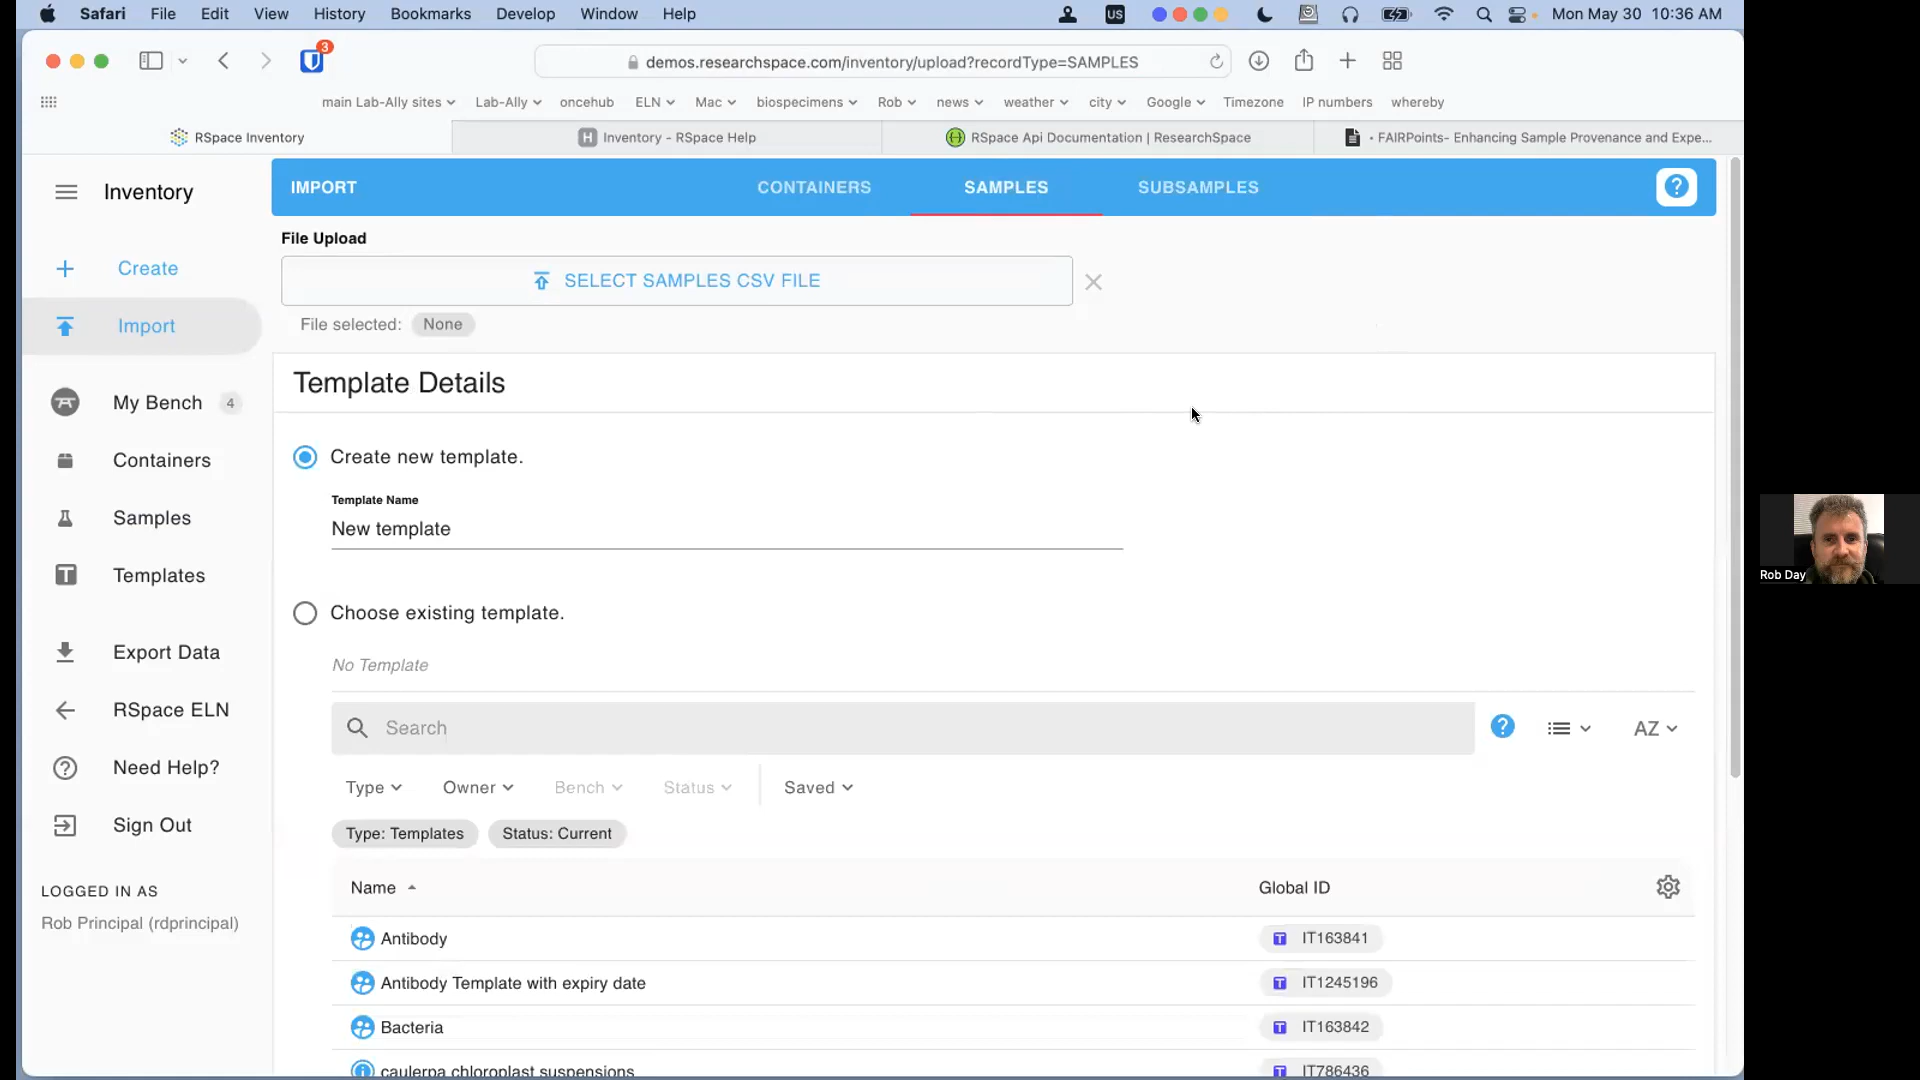 Safari File Edit View History Bookmarks Develop Window Help US Mon May 30 10:36 AM
3
demos.researchspace.com/inventory/upload?recordType=SAMPLES
main Lab-Ally sites Lab-Ally oncehub ELN Mac biospecimens Rob news weather city Google Timezone IP numbers whereby
RSpace Inventory H Inventory - RSpace Help RSpace Api Documentation | ResearchSpace - FAIRPoints- Enhancing Sample Provenance and Expe...
Inventory
IMPORT CONTAINERS SAMPLES SUBSAMPLES ?
File Upload
Create
SELECT SAMPLES CSV FILE
Import
File selected: None
Template Details
My Bench 4
Create new template.
Containers
Template Name
New template
Samples
Templates
Choose existing template.
Export Data
No Template
RSpace ELN
Search ? AZ
Need Help?
Type Owner Bench Status Saved
Sign Out
Type: Templates Status: Current
LOGGED IN AS
Name Global ID
Rob Principal (rdprincipal)
Antibody T IT163841
Antibody Template with expiry date T IT1245196
Bacteria T IT163842
caulerpa chloroplast suspensions T IT786436
Rob Day